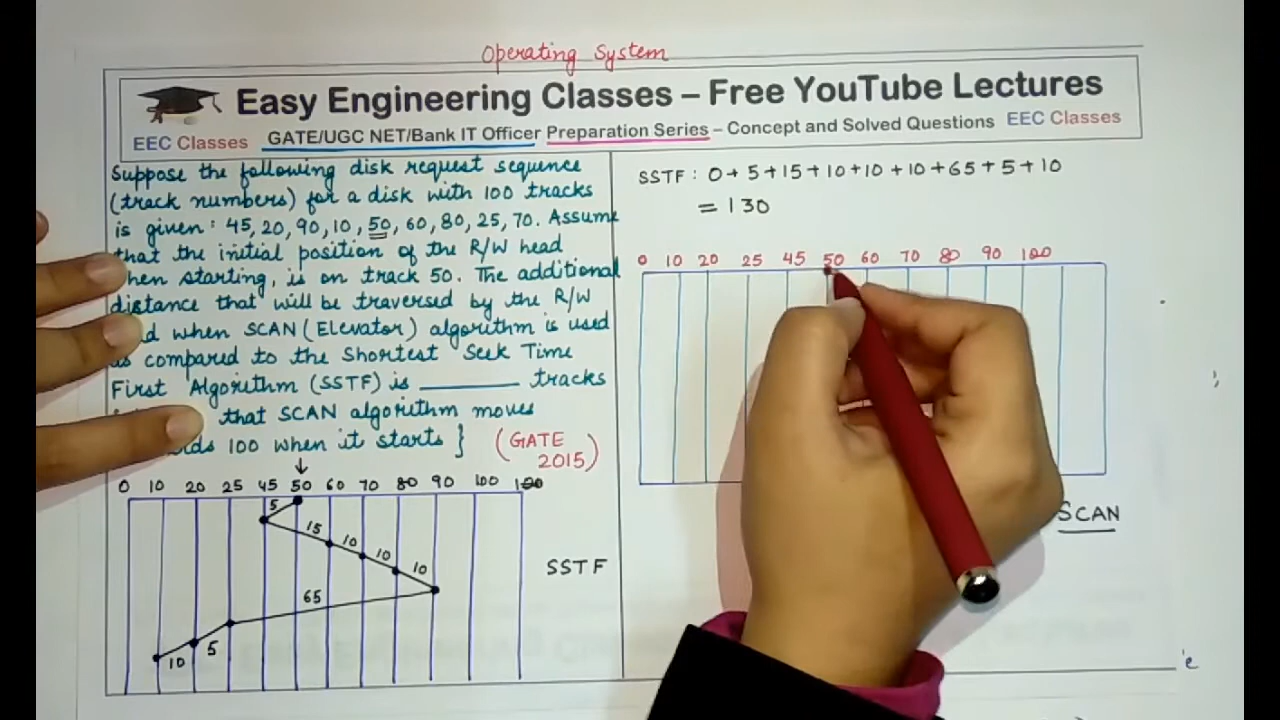 Operating System
Easy Engineering Classes – Free YouTube Lectures
EEC Classes GATE/UGC NET/Bank IT Officer Preparation Series – Concept and Solved Questions EEC Classes
Suppose the following disk request sequence
(track numbers) for a disk with 100 tracks
is given : 45, 20, 90, 10, 50, 60, 80, 25, 70. Assume
that the initial position of the R/W head
hen starting, is on track 50. The additional
distance that will be traversed by the R/W
d when SCAN (Elevator) algorithm is used
as compared to the Shortest Seek Time
First Algorithm (SSTF) is ______ tracks
that SCAN algorithm moves
ds 100 when it starts }
(GATE
2015)
0 10 20 25 45 50 60 70 80 90 100
5
15
10
10
10
65
5
10
SSTF
SSTF : 0+5+15+10+10+10+65+5+10
= 130
0 10 20 25 45 50 60 70 80 90 100
SCAN